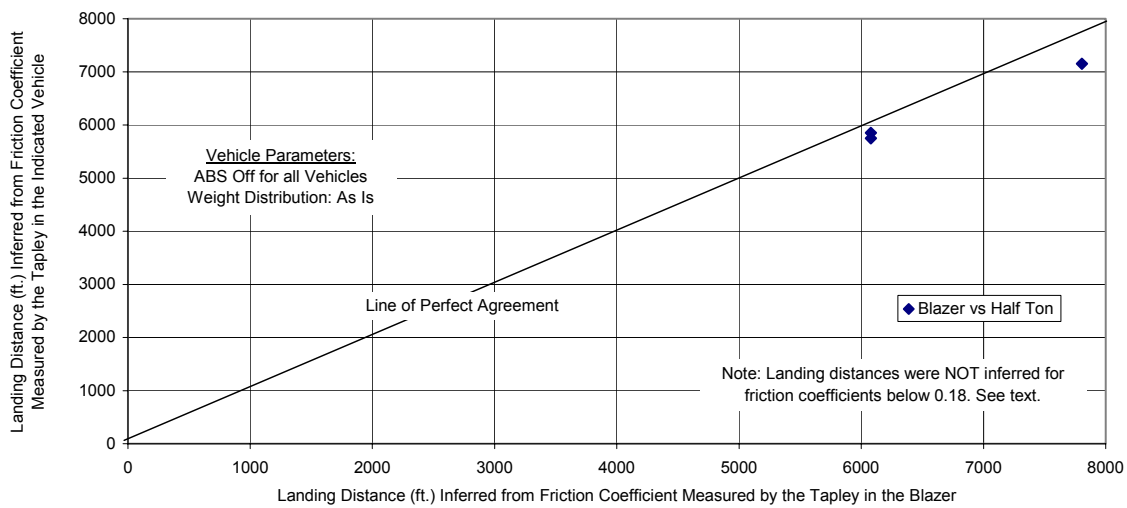 Landing Distance (ft.) Inferred from Friction Coefficient
Measured by the Tapley in the Indicated Vehicle
8000
7000
6000
5000
4000
3000
2000
1000
0
Vehicle Parameters:
ABS Off for all Vehicles
Weight Distribution: As Is
Line of Perfect Agreement
Blazer vs Half Ton
Note: Landing distances were NOT inferred for
friction coefficients below 0.18. See text.
0 1000 2000 3000 4000 5000 6000 7000 8000
Landing Distance (ft.) Inferred from Friction Coefficient Measured by the Tapley in the Blazer